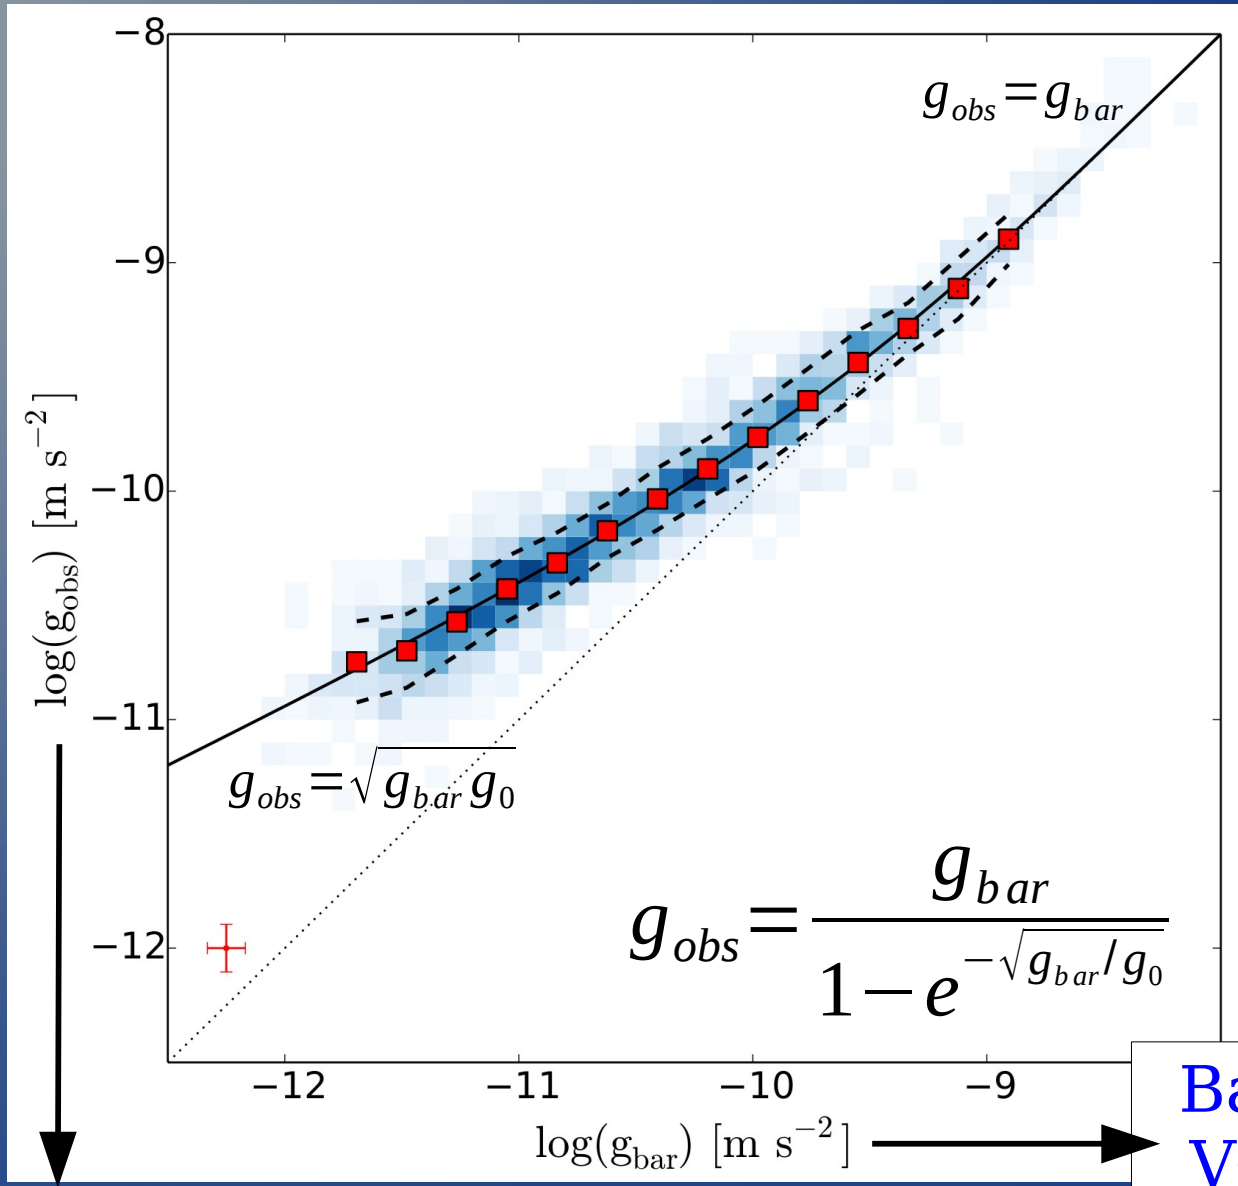 −8
−9
−10
−11
−12
log(g_obs) [m s^−2]
g_obs = g_bar
g_obs = √(g_bar g_0)
g_obs = g_bar / (1 − e^(−√(g_bar / g_0)))
−12 −11 −10 −9
log(g_bar) [m s^−2]